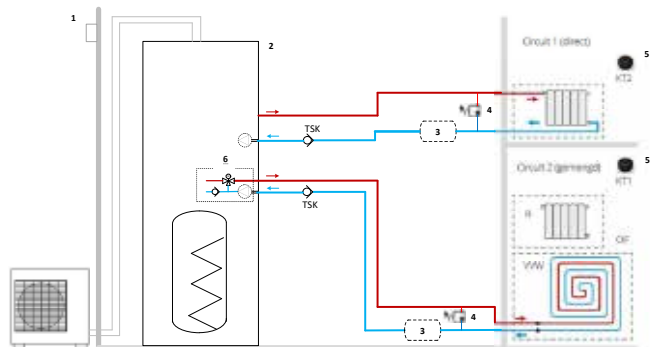 1
2
Circuit 1 (direct)
5
KT2
4
TSK
3
6
Circuit 2 (gemengd)
5
KT1
TSK
R
OF
VVW
4
3